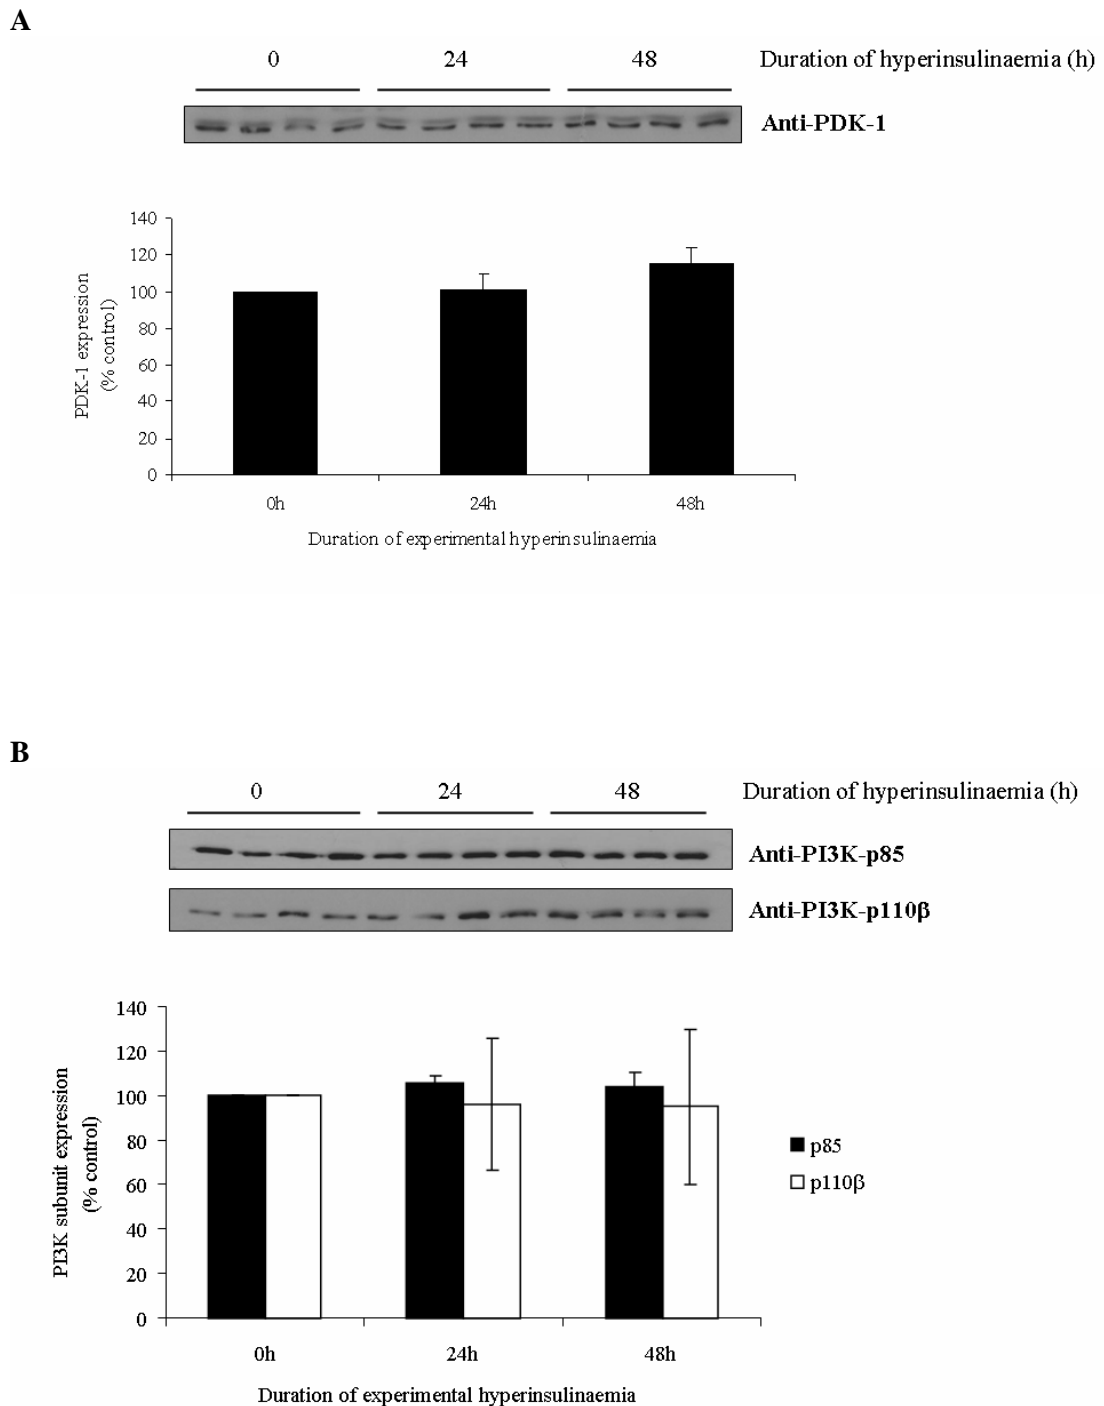 A
0 24 48 Duration of hyperinsulinaemia (h)
Anti-PDK-1
140
120
100
80
60
40
20
0
PDK-1 expression
(% control)
0h 24h 48h
Duration of experimental hyperinsulinaemia
B
0 24 48 Duration of hyperinsulinaemia (h)
Anti-PI3K-p85
Anti-PI3K-p110β
140
120
100
80
60
40
20
0
PI3K subunit expression
(% control)
p85
p110β
0h 24h 48h
Duration of experimental hyperinsulinaemia